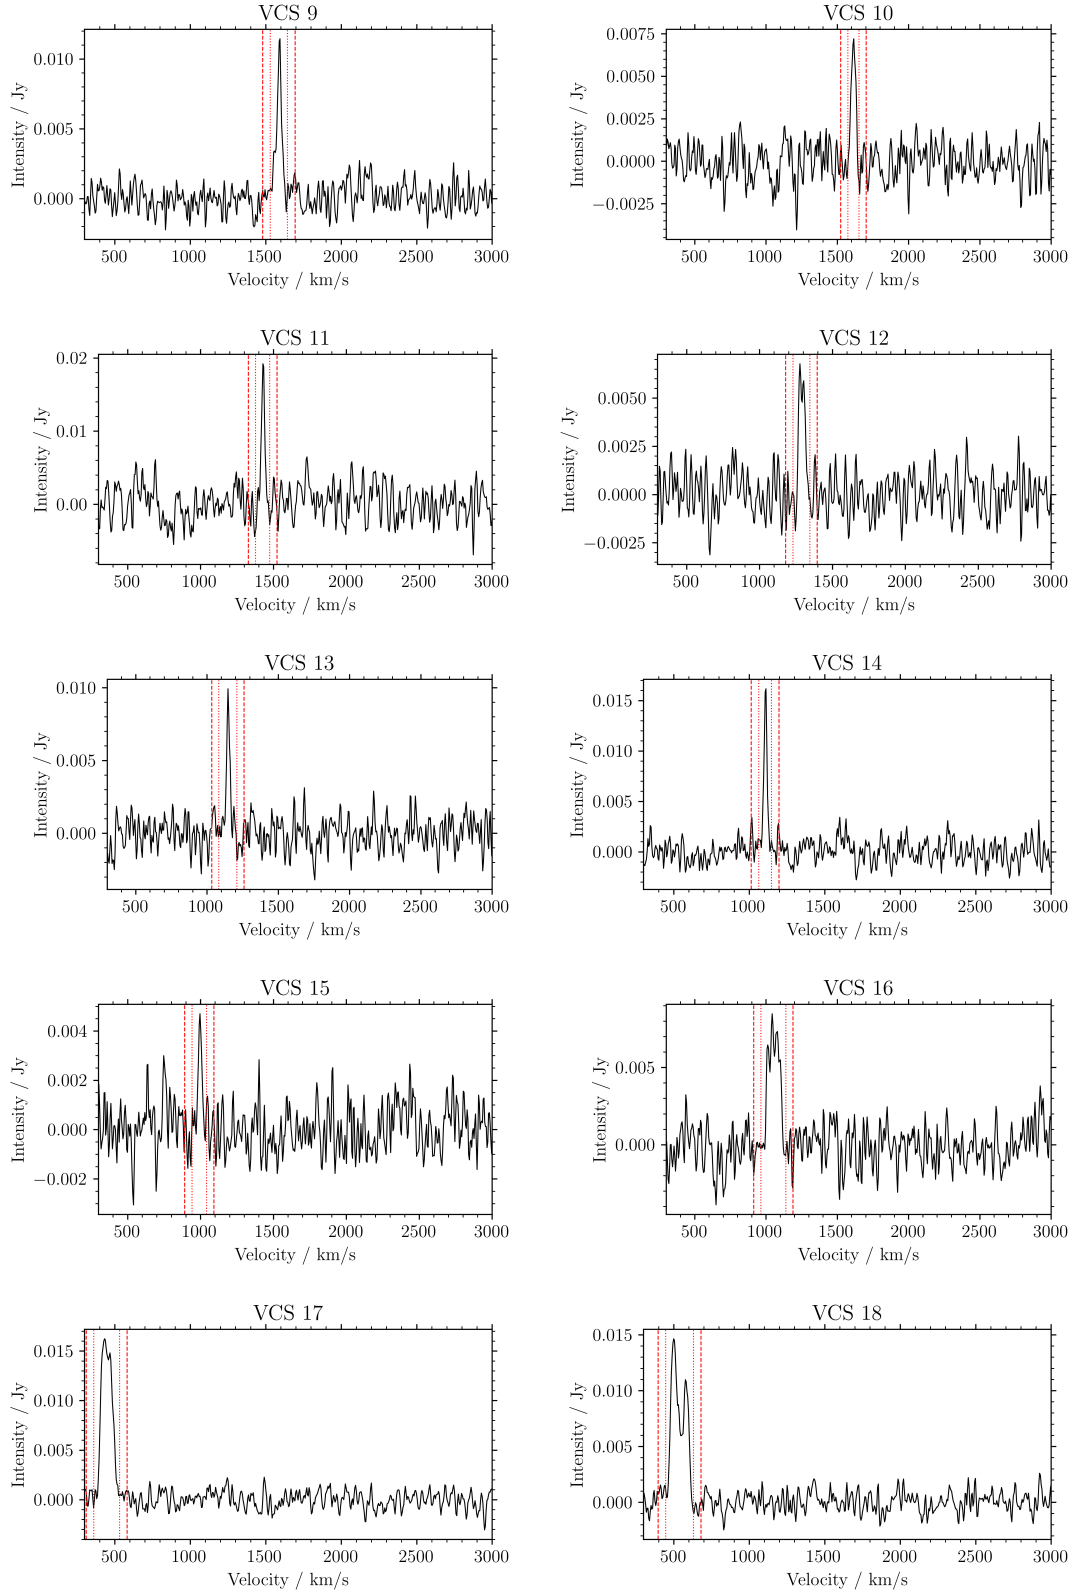 VCS 9
0.010
0.005
0.000
Intensity / Jy
500 1000 1500 2000 2500 3000
Velocity / km/s
VCS 10
0.0075
0.0050
0.0025
0.0000
−0.0025
Intensity / Jy
500 1000 1500 2000 2500 3000
Velocity / km/s
VCS 11
0.02
0.01
0.00
Intensity / Jy
500 1000 1500 2000 2500 3000
Velocity / km/s
VCS 12
0.0050
0.0025
0.0000
−0.0025
Intensity / Jy
500 1000 1500 2000 2500 3000
Velocity / km/s
VCS 13
0.010
0.005
0.000
Intensity / Jy
500 1000 1500 2000 2500 3000
Velocity / km/s
VCS 14
0.015
0.010
0.005
0.000
Intensity / Jy
500 1000 1500 2000 2500 3000
Velocity / km/s
VCS 15
0.004
0.002
0.000
−0.002
Intensity / Jy
500 1000 1500 2000 2500 3000
Velocity / km/s
VCS 16
0.005
0.000
Intensity / Jy
500 1000 1500 2000 2500 3000
Velocity / km/s
VCS 17
0.015
0.010
0.005
0.000
Intensity / Jy
500 1000 1500 2000 2500 3000
Velocity / km/s
VCS 18
0.015
0.010
0.005
0.000
Intensity / Jy
500 1000 1500 2000 2500 3000
Velocity / km/s